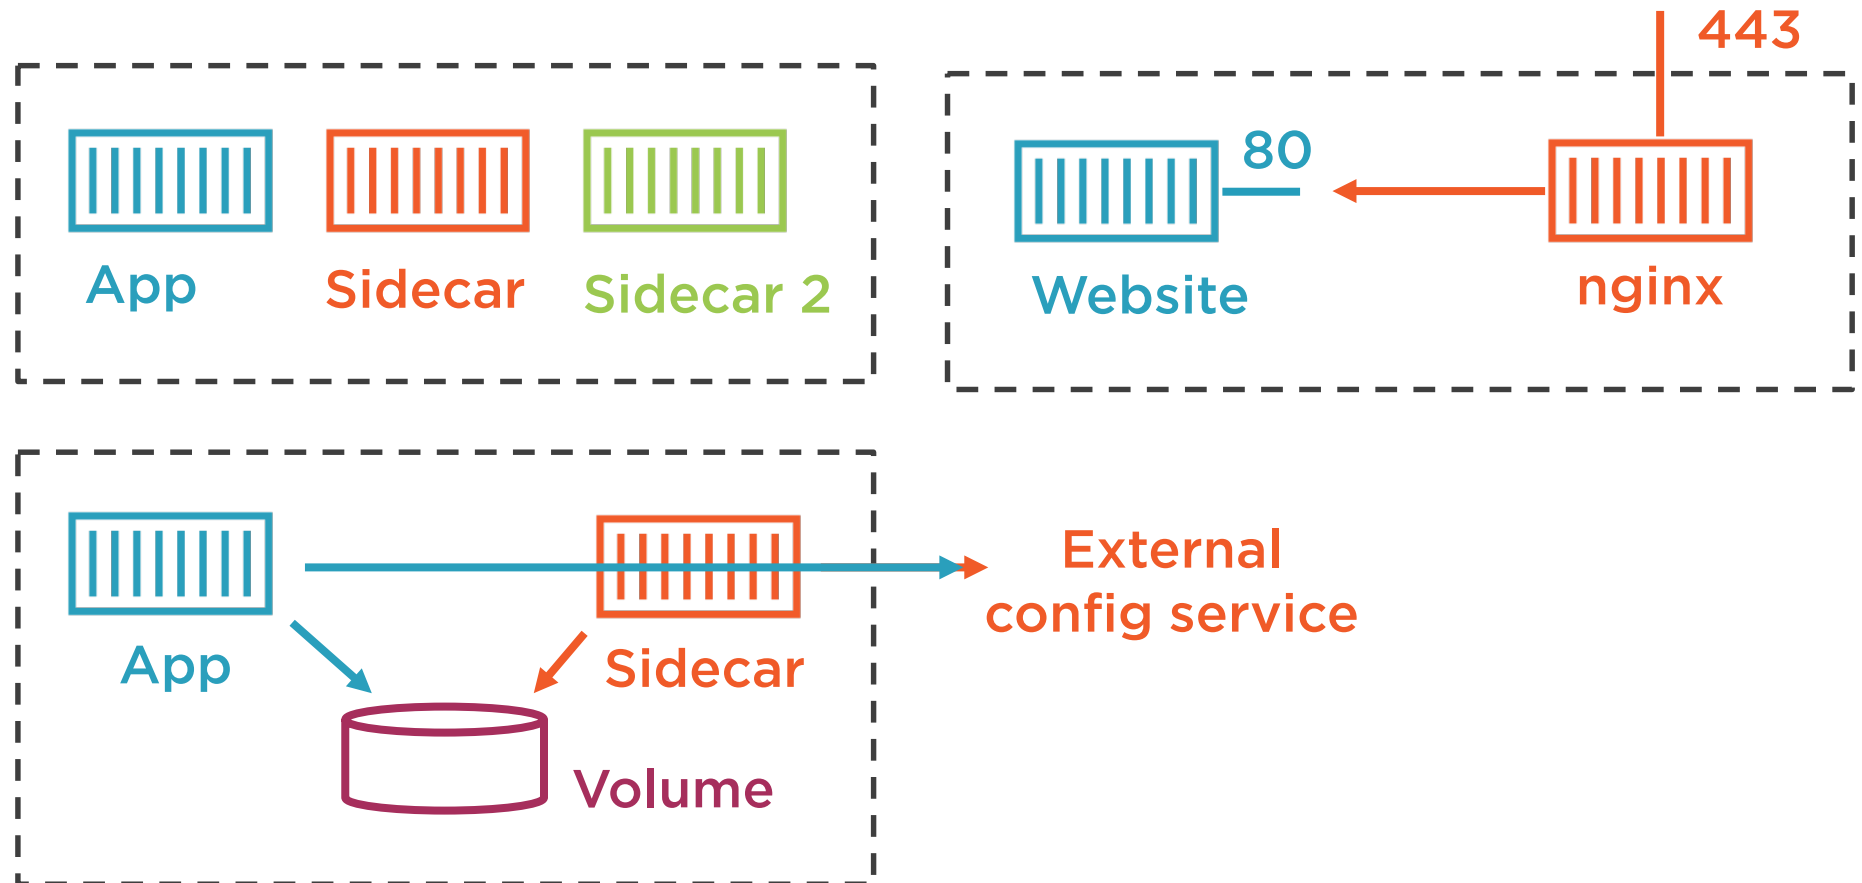 443
80
App
Sidecar
Sidecar 2
Website
nginx
External
config service
App
Sidecar
Volume